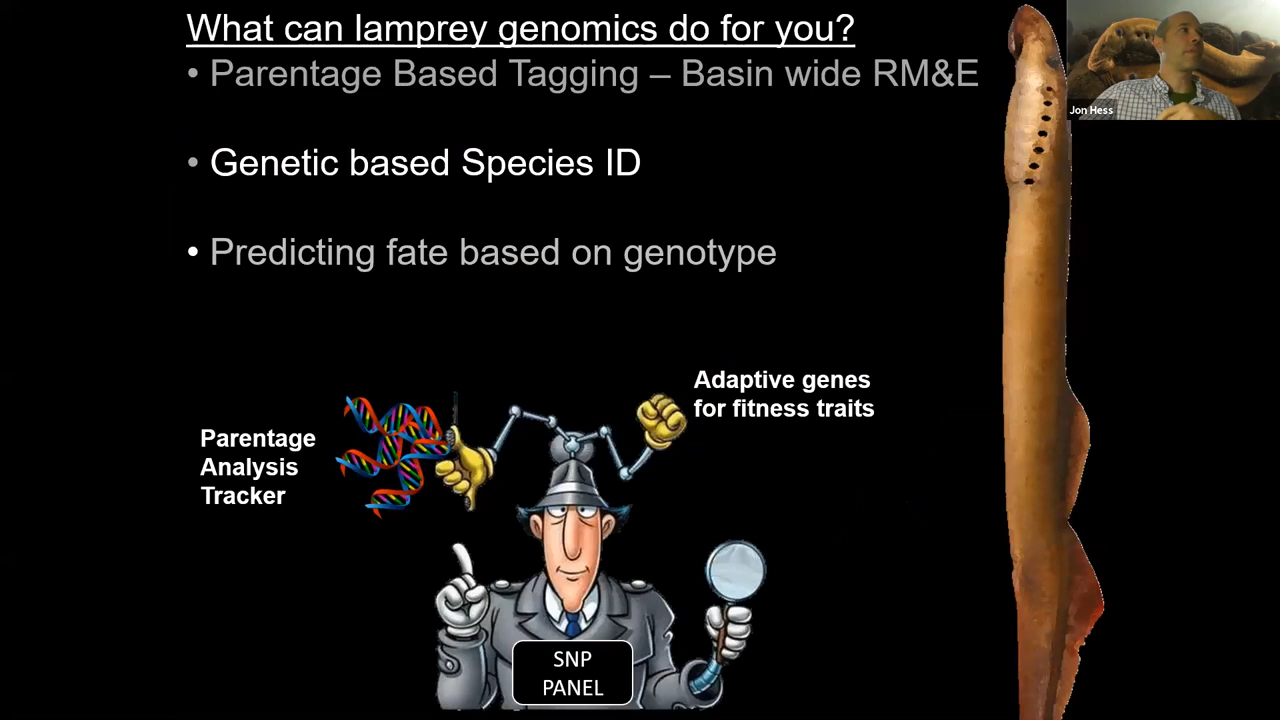 What can lamprey genomics do for you?
• Parentage Based Tagging – Basin wide RM&E
Jon Hess
• Genetic based Species ID
• Predicting fate based on genotype
Adaptive genes
for fitness traits
Parentage
Analysis
Tracker
SNP
PANEL